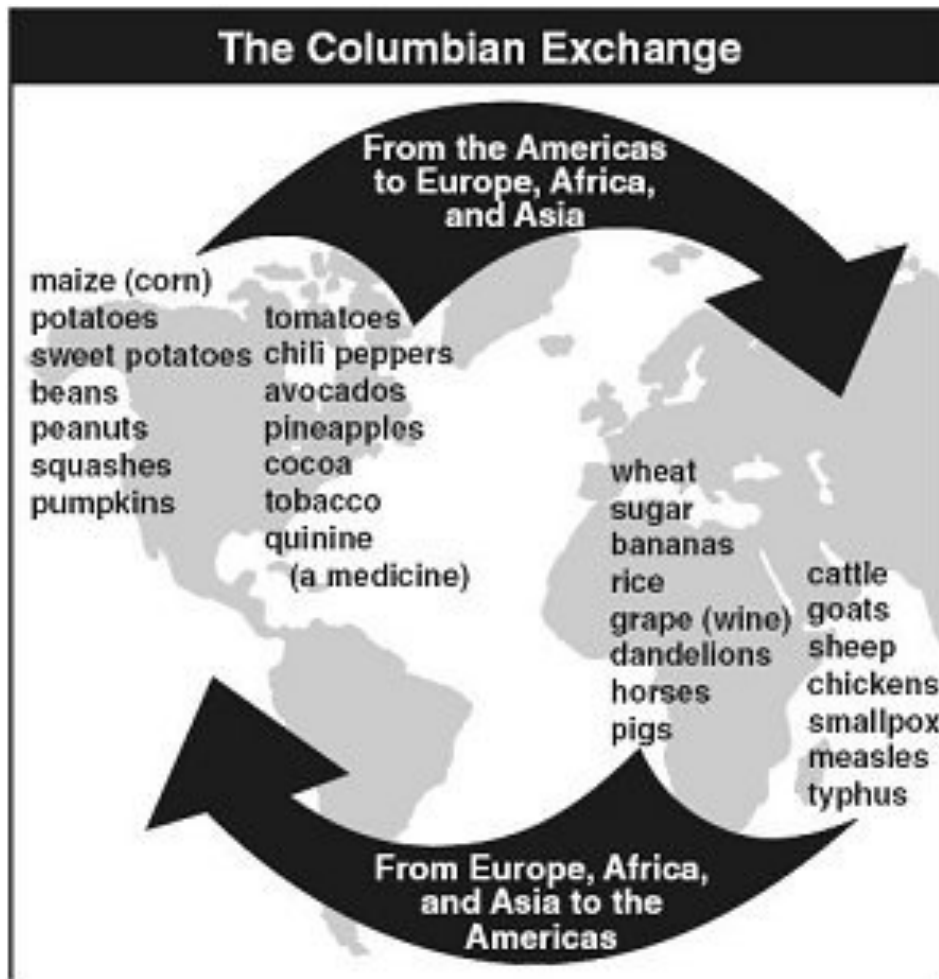 The Columbian Exchange
From the Americas
to Europe, Africa,
and Asia
maize (corn)
potatoes
sweet potatoes
beans
peanuts
squashes
pumpkins
tomatoes
chili peppers
avocados
pineapples
cocoa
tobacco
quinine
(a medicine)
wheat
sugar
bananas
rice
grape (wine)
dandelions
horses
pigs
cattle
goats
sheep
chickens
smallpox
measles
typhus
From Europe, Africa,
and Asia to the
Americas